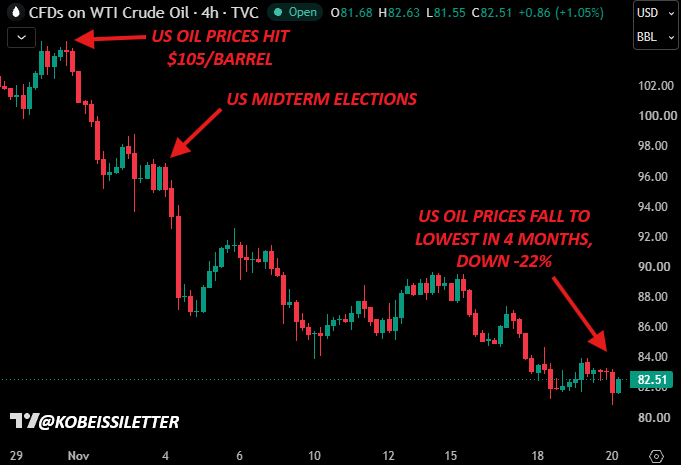 CFDs on WTI Crude Oil · 4h · TVC Open O81.68 H82.63 L81.55 C82.51 +0.86 (+1.05%)
USD
BBL
US OIL PRICES HIT
$105/BARREL
US MIDTERM ELECTIONS
US OIL PRICES FALL TO
LOWEST IN 4 MONTHS,
DOWN -22%
102.00
100.00
98.00
96.00
94.00
92.00
90.00
88.00
86.00
84.00
82.51
82.00
80.00
@KOBEISSILETTER
29 Nov 4 6 10 13 15 18 20